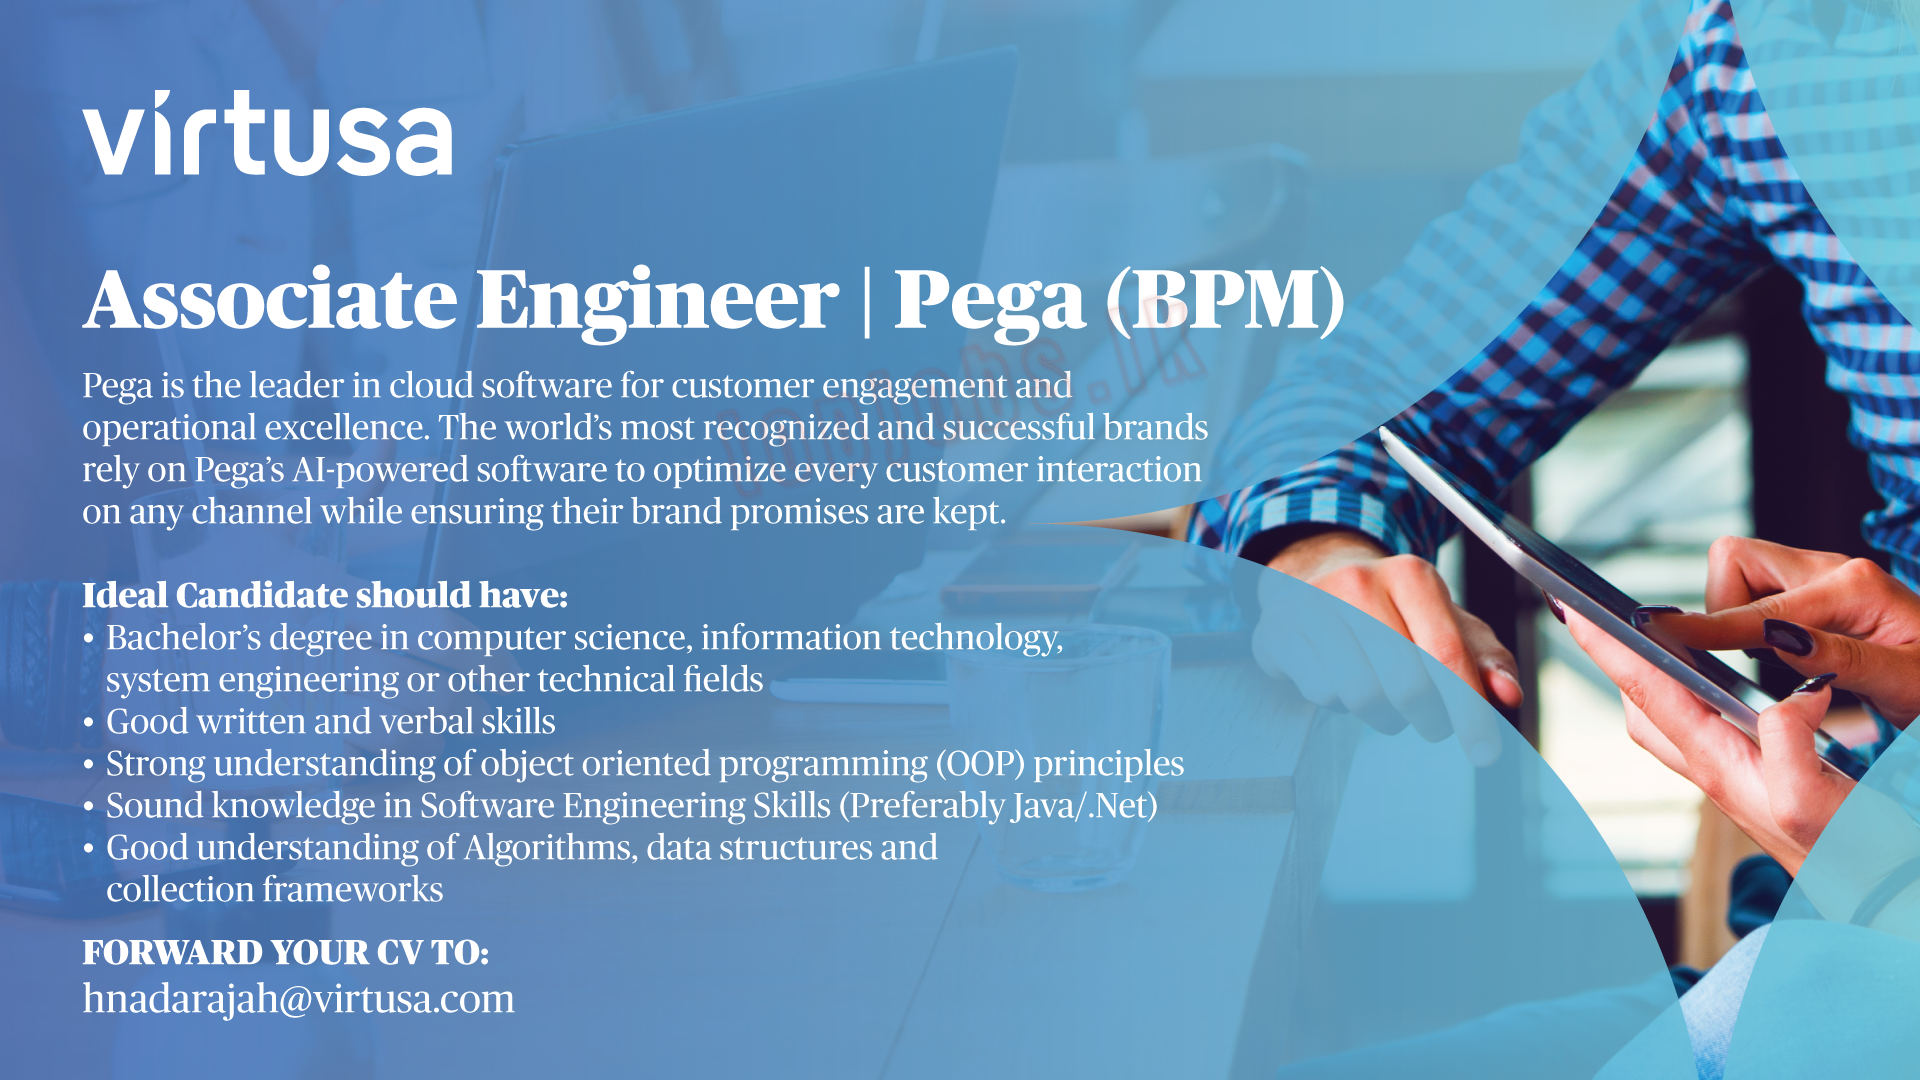 virtusa
Associate Engineer | Pega (BPM)
Pega is the leader in cloud software for customer engagement and
operational excellence. The world’s most recognized and successful brands
rely on Pega’s AI-powered software to optimize every customer interaction
on any channel while ensuring their brand promises are kept.
Ideal Candidate should have:
• Bachelor’s degree in computer science, information technology,
system engineering or other technical fields
• Good written and verbal skills
• Strong understanding of object oriented programming (OOP) principles
• Sound knowledge in Software Engineering Skills (Preferably Java/.Net)
• Good understanding of Algorithms, data structures and
collection frameworks
FORWARD YOUR CV TO:
hnadarajah@virtusa.com
topjobs.lk